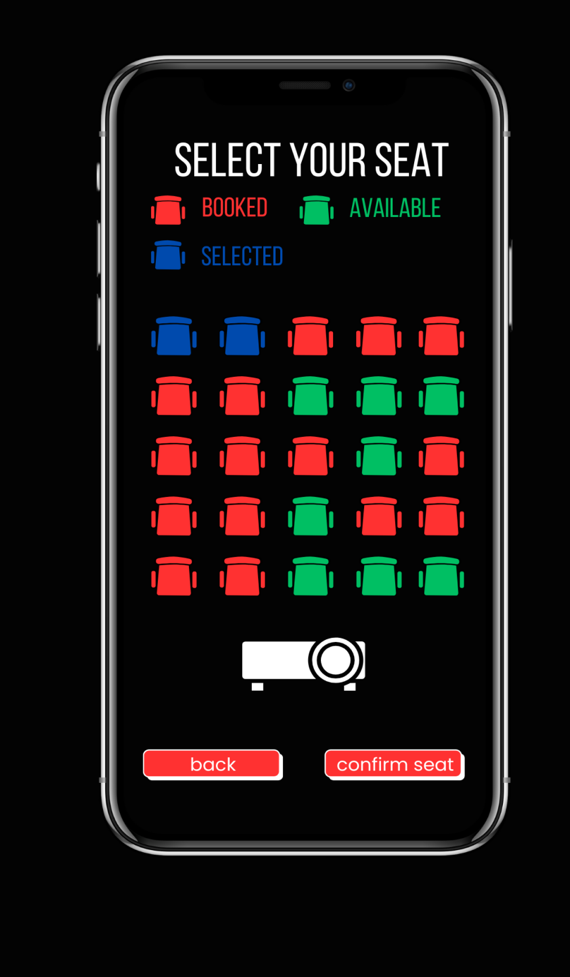 SELECT YOUR SEAT
BOOKED AVAILABLE
SELECTED
back confirm seat